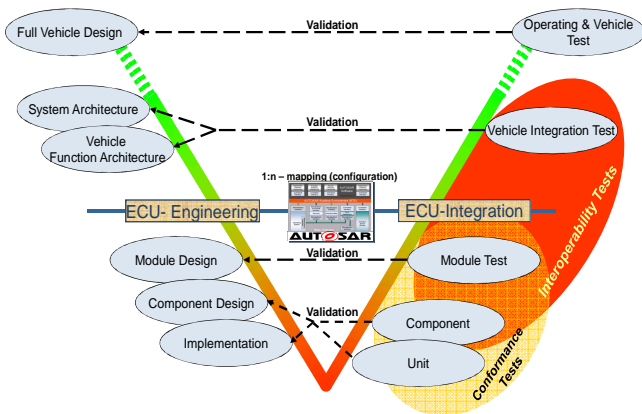 Full Vehicle Design
Validation
Operating & Vehicle
Test
System Architecture
Vehicle
Function Architecture
Validation
Vehicle Integration Test
1:n – mapping (configuration)
ECU- Engineering
AUTOSAR
ECU-Integration
Interoperability Tests
Module Design
Validation
Module Test
Component Design
Validation
Implementation
Component
Unit
Conformance
Tests